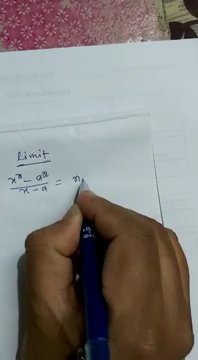 limit
xⁿ - aⁿ / x - a = n